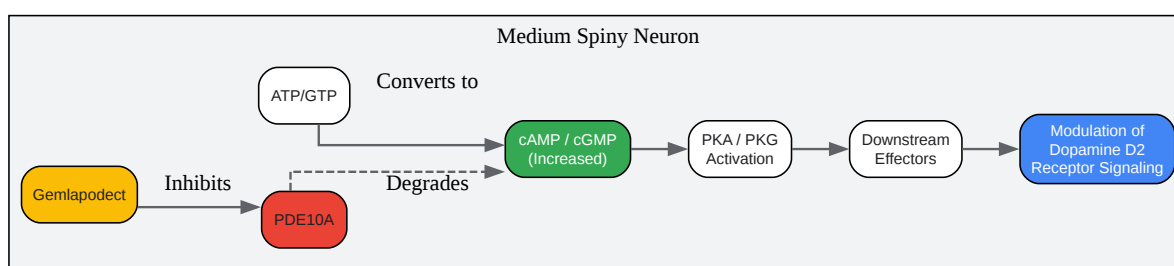 Medium Spiny Neuron
Converts to
ATP/GTP
cAMP / cGMP
(Increased)
PKA / PKG
Activation
Downstream
Effectors
Modulation of
Dopamine D2
Receptor Signaling
Gemlapodect
Inhibits
Degrades
PDE10A